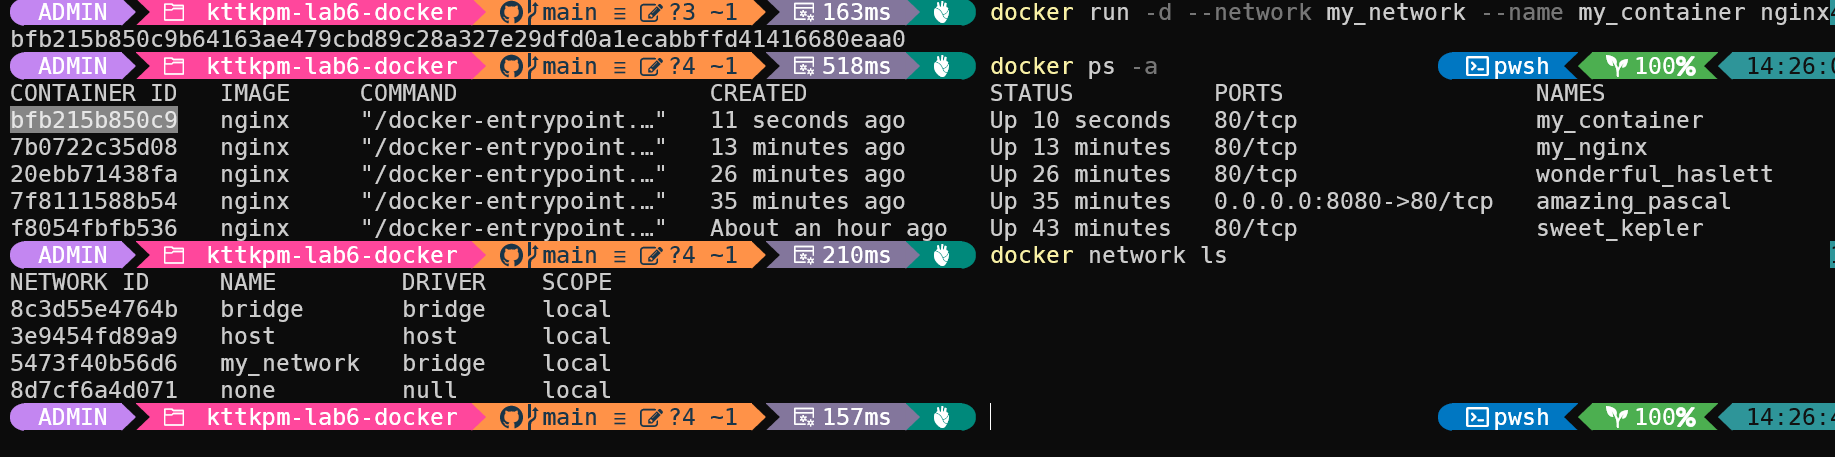 ADMIN kttkpm-lab6-docker main ≡ ?3 ~1 163ms docker run -d --network my_network --name my_container nginx
bfb215b850c9b64163ae479cbd89c28a327e29dfd0a1ecabbffd41416680eaa0
ADMIN kttkpm-lab6-docker main ≡ ?4 ~1 518ms docker ps -a pwsh 100% 14:26:
CONTAINER ID IMAGE COMMAND CREATED STATUS PORTS NAMES
bfb215b850c9 nginx "/docker-entrypoint.…" 11 seconds ago Up 10 seconds 80/tcp my_container
7b0722c35d08 nginx "/docker-entrypoint.…" 13 minutes ago Up 13 minutes 80/tcp my_nginx
20ebb71438fa nginx "/docker-entrypoint.…" 26 minutes ago Up 26 minutes 80/tcp wonderful_haslett
7f8111588b54 nginx "/docker-entrypoint.…" 35 minutes ago Up 35 minutes 0.0.0.0:8080->80/tcp amazing_pascal
f8054fbfb536 nginx "/docker-entrypoint.…" About an hour ago Up 43 minutes 80/tcp sweet_kepler
ADMIN kttkpm-lab6-docker main ≡ ?4 ~1 210ms docker network ls
NETWORK ID NAME DRIVER SCOPE
8c3d55e4764b bridge bridge local
3e9454fd89a9 host host local
5473f40b56d6 my_network bridge local
8d7cf6a4d071 none null local
ADMIN kttkpm-lab6-docker main ≡ ?4 ~1 157ms pwsh 100% 14:26: